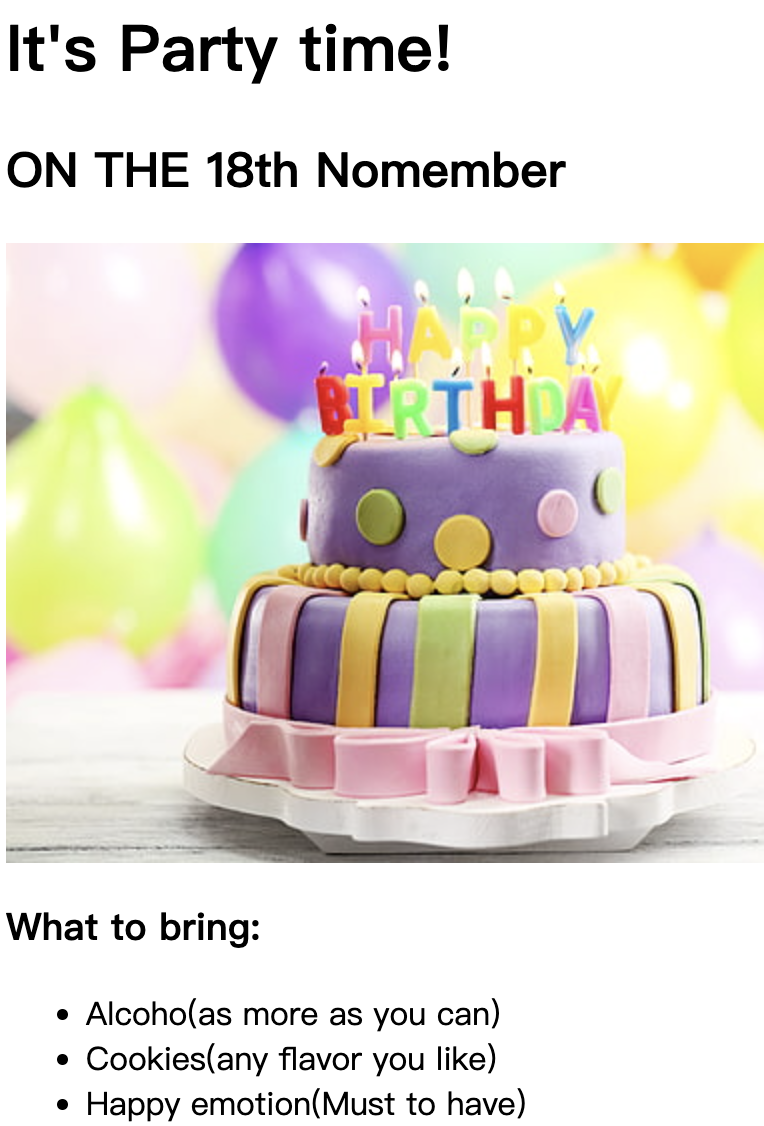 It's Party time!
ON THE 18th Nomember
HAPPY
BIRTHDAY
What to bring:
Alcoho(as more as you can)
Cookies(any flavor you like)
Happy emotion(Must to have)